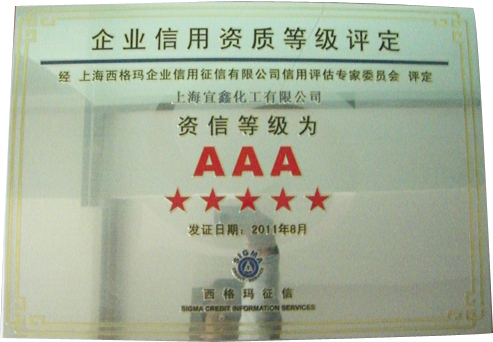 企业信用资质等级评定
经 上海西格玛企业信用征信有限公司信用评估专家委员会 评定
上海宜鑫化工有限公司
资信等级为
AAA
★★★★★
发证日期：2011年8月
SIGMA
西格玛征信
SIGMA CREDIT INFORMATION SERVICES